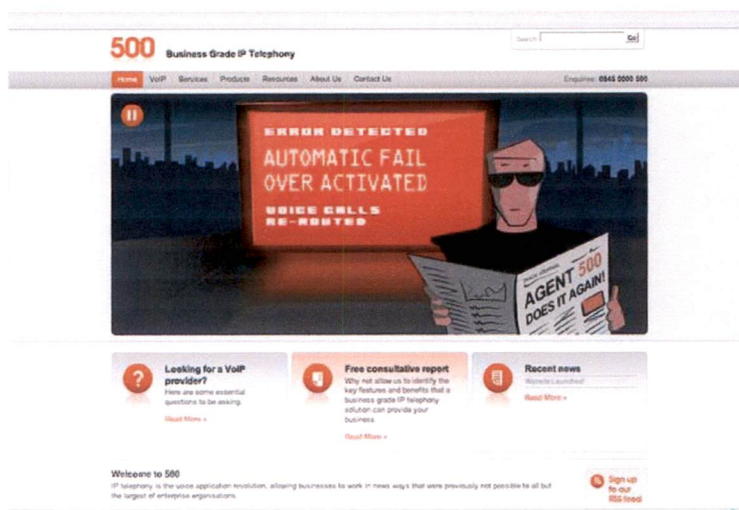 500 Business Grade IP Telephony
Search
Go
Home VoIP Services Products Resources About Us Contact Us
Enquiries: 0845 0000 500
ERROR DETECTED
AUTOMATIC FAIL
OVER ACTIVATED
VOICE CALLS
RE-ROUTED
AGENT 500
DOES IT AGAIN!
Looking for a VoIP
provider?
Here are some essential
questions to be asking.
Read More »
Free consultative report
Why not allow us to identify the
key features and benefits that a
business grade IP telephony
solution can provide your
business.
Read More »
Recent news
Website Launched!
Read More »
Welcome to 500
IP telephony is the voice application revolution, allowing businesses to work in news ways that were previously not possible to all but
the largest of enterprise organisations.
Sign up
to our
RSS feed!